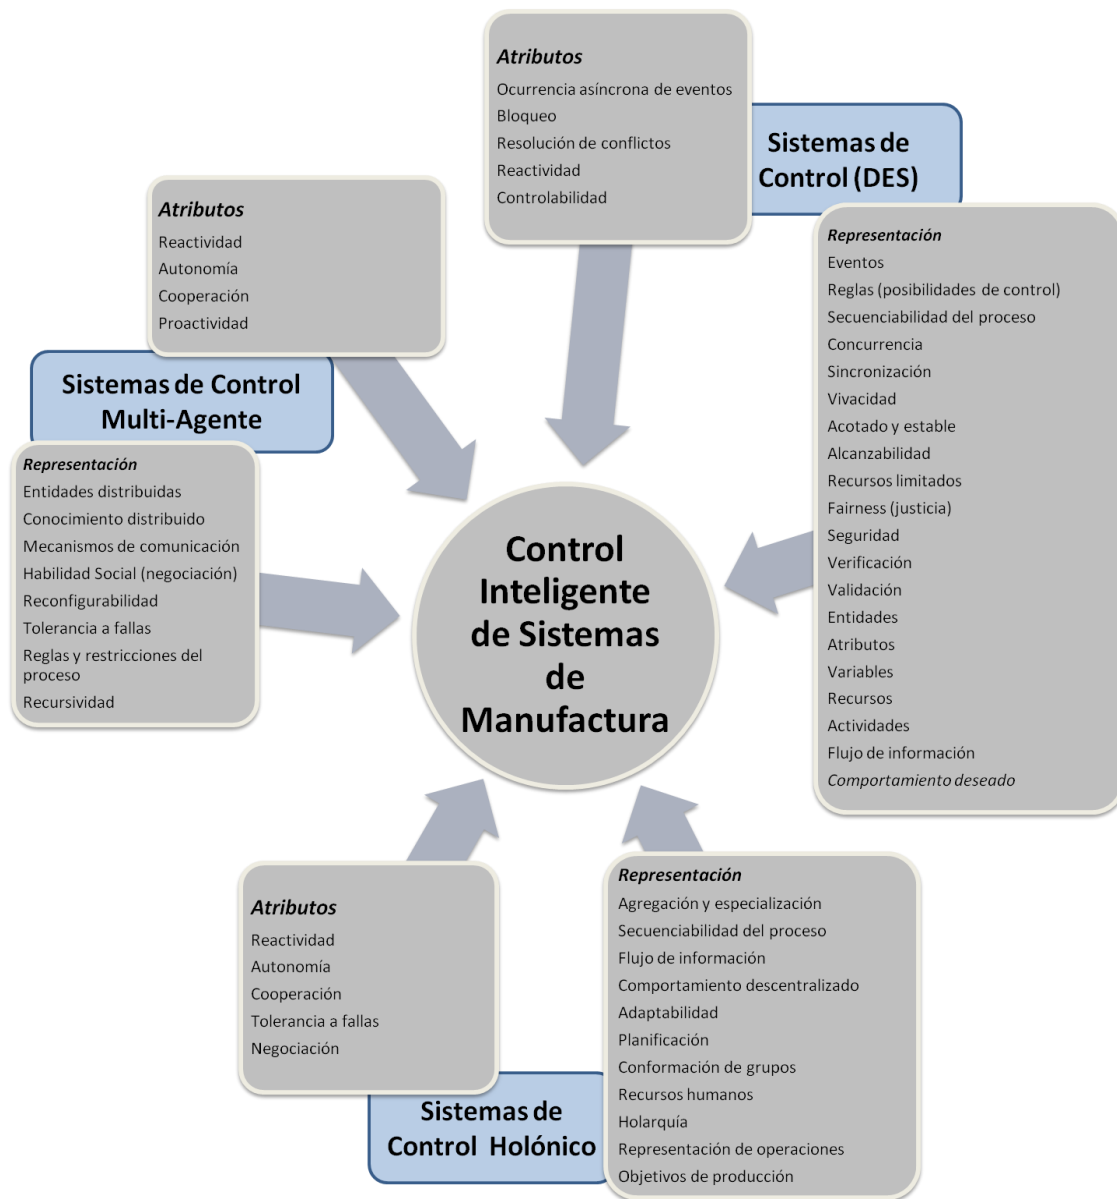 Atributos
Ocurrencia asíncrona de eventos
Bloqueo
Resolución de conflictos
Reactividad
Controlabilidad
Sistemas de
Control (DES)
Representación
Eventos
Reglas (posibilidades de control)
Secuenciabilidad del proceso
Concurrencia
Sincronización
Vivacidad
Acotado y estable
Alcanzabilidad
Recursos limitados
Fairness (justicia)
Seguridad
Verificación
Validación
Entidades
Atributos
Variables
Recursos
Actividades
Flujo de información
Comportamiento deseado
Atributos
Reactividad
Autonomía
Cooperación
Proactividad
Sistemas de Control
Multi-Agente
Representación
Entidades distribuidas
Conocimiento distribuido
Mecanismos de comunicación
Habilidad Social (negociación)
Reconfigurabilidad
Tolerancia a fallas
Reglas y restricciones del
proceso
Recursividad
Control
Inteligente
de Sistemas
de
Manufactura
Atributos
Reactividad
Autonomía
Cooperación
Tolerancia a fallas
Negociación
Sistemas de
Control Holónico
Representación
Agregación y especialización
Secuenciabilidad del proceso
Flujo de información
Comportamiento descentralizado
Adaptabilidad
Planificación
Conformación de grupos
Recursos humanos
Holarquía
Representación de operaciones
Objetivos de producción